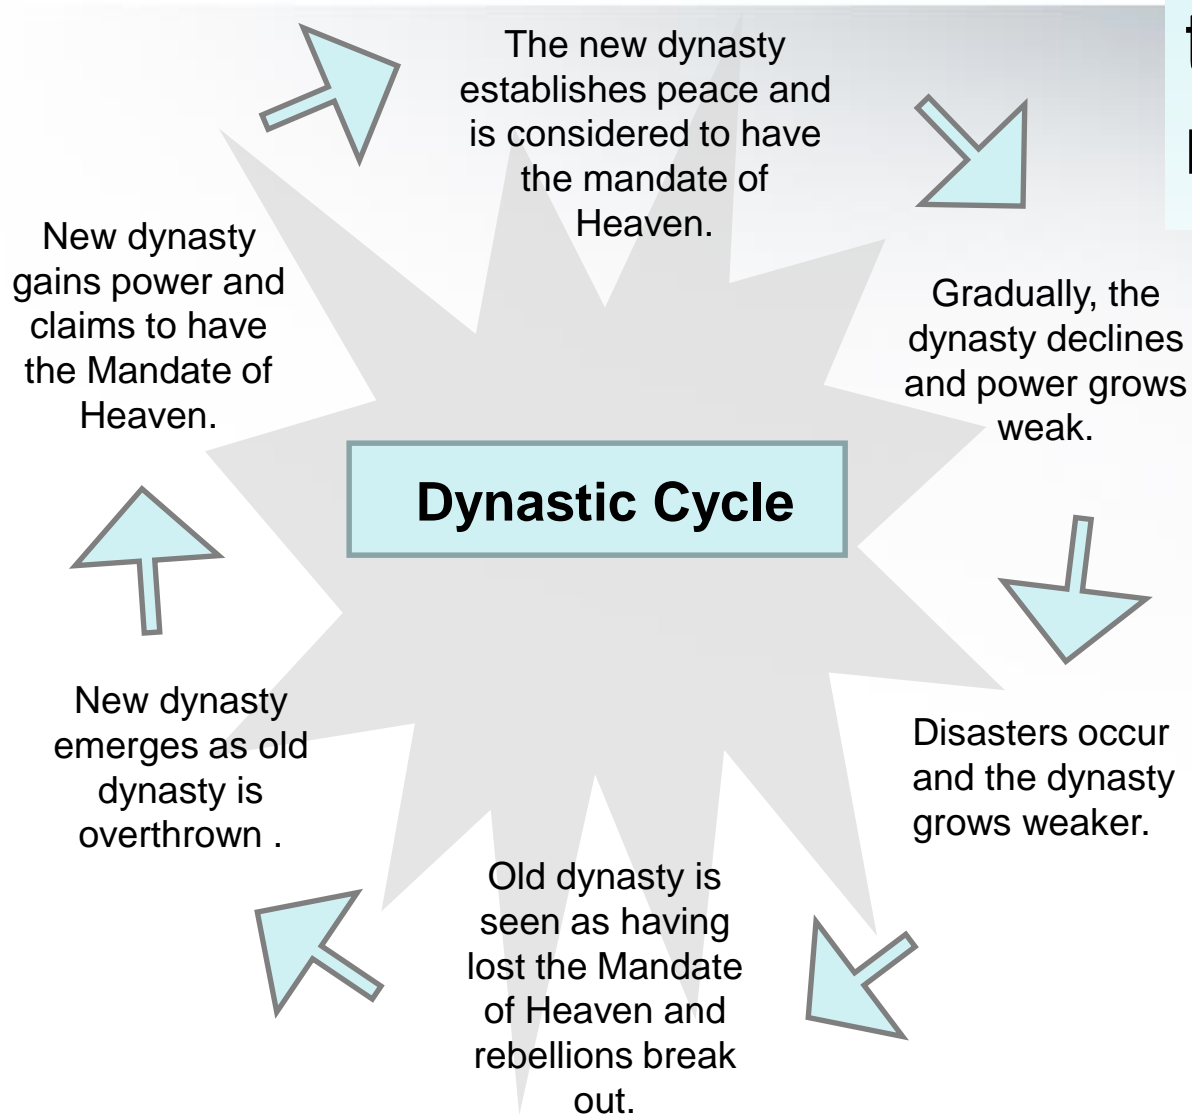 The new dynasty
establishes peace and
is considered to have
the mandate of
Heaven.
Gradually, the
dynasty declines
and power grows
weak.
Disasters occur
and the dynasty
grows weaker.
Old dynasty is
seen as having
lost the Mandate
of Heaven and
rebellions break
out.
New dynasty
emerges as old
dynasty is
overthrown .
New dynasty
gains power and
claims to have
the Mandate of
Heaven.
Dynastic Cycle